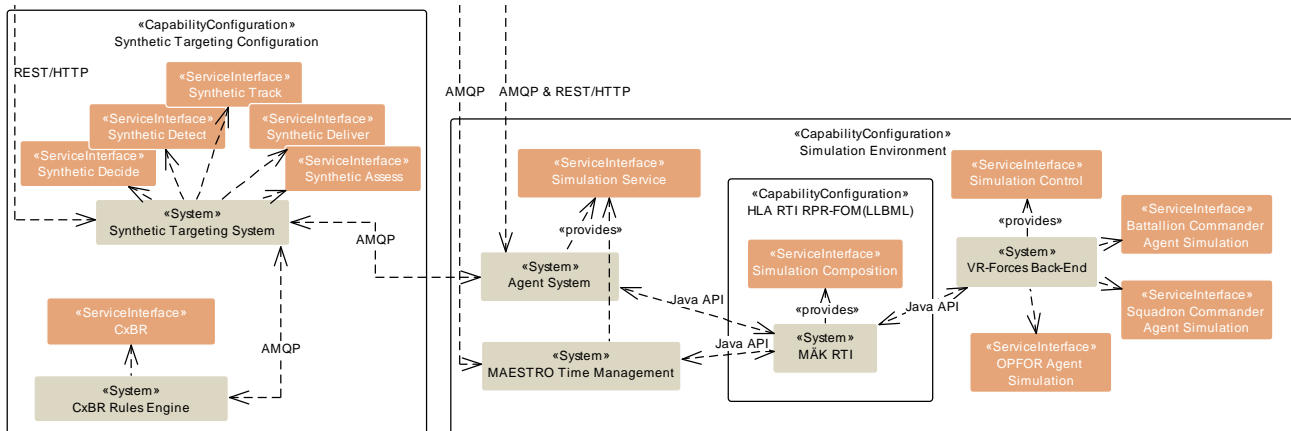 «CapabilityConfiguration»
Synthetic Targeting Configuration
REST/HTTP
«ServiceInterface»
Synthetic Track
«ServiceInterface»
Synthetic Detect
«ServiceInterface»
Synthetic Deliver
«ServiceInterface»
Synthetic Decide
«ServiceInterface»
Synthetic Assess
«System»
Synthetic Targeting System
AMQP
«ServiceInterface»
CxBR
AMQP
«System»
CxBR Rules Engine
AMQP
AMQP & REST/HTTP
«CapabilityConfiguration»
Simulation Environment
«ServiceInterface»
Simulation Service
«provides»
«System»
Agent System
Java API
«System»
MAESTRO Time Management
Java API
«CapabilityConfiguration»
HLA RTI RPR-FOM(LLBML)
«ServiceInterface»
Simulation Composition
«provides»
«System»
MÄK RTI
Java API
«ServiceInterface»
Simulation Control
«provides»
«System»
VR-Forces Back-End
«ServiceInterface»
Battallion Commander
Agent Simulation
«ServiceInterface»
Squadron Commander
Agent Simulation
«ServiceInterface»
OPFOR Agent
Simulation